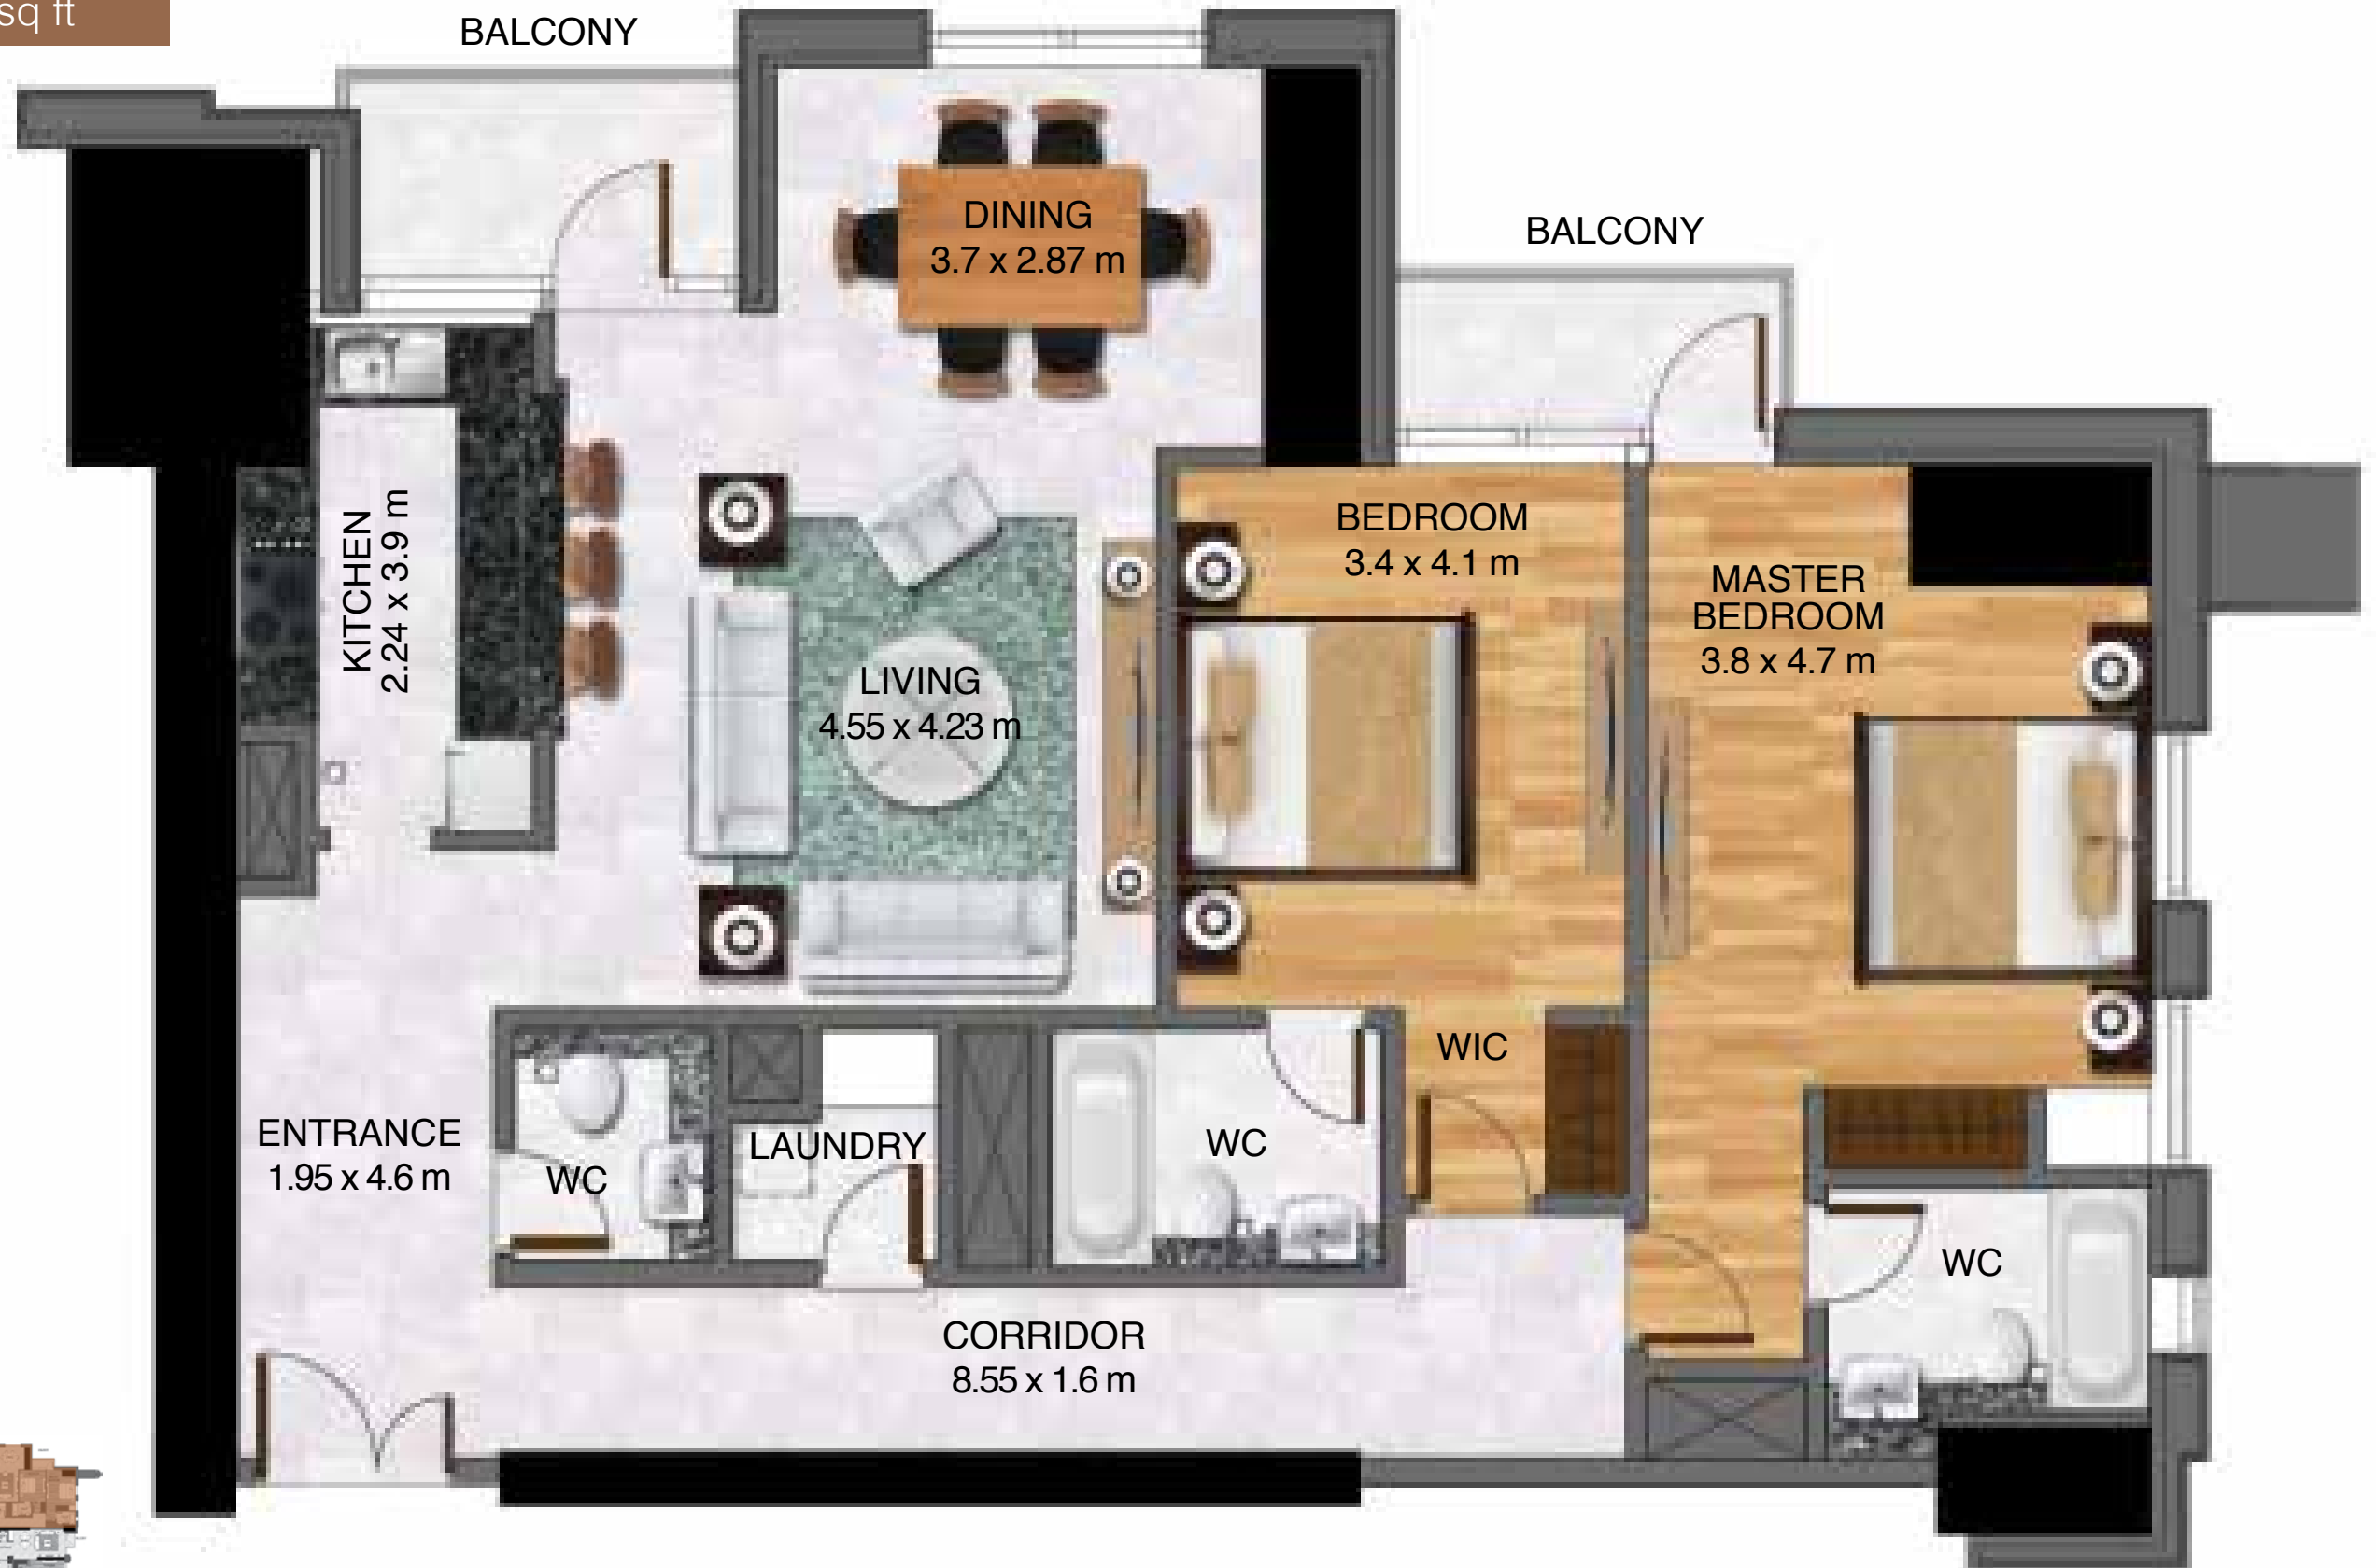 sq ft
BALCONY
DINING
3.7 x 2.87 m
BALCONY
KITCHEN
2.24 x 3.9 m
BEDROOM
3.4 x 4.1 m
MASTER
BEDROOM
3.8 x 4.7 m
LIVING
4.55 x 4.23 m
WIC
ENTRANCE
1.95 x 4.6 m
WC
LAUNDRY
WC
WC
CORRIDOR
8.55 x 1.6 m